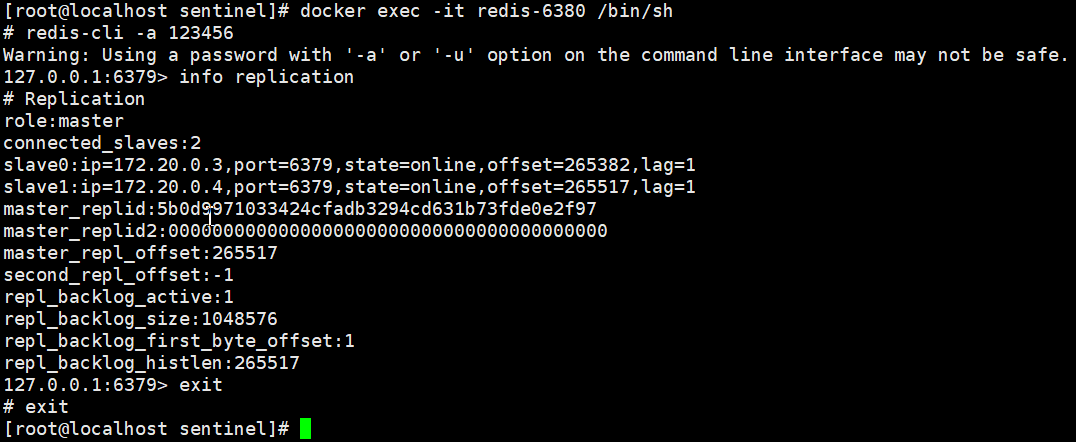 [root@localhost sentinel]# docker exec -it redis-6380 /bin/sh
# redis-cli -a 123456
Warning: Using a password with '-a' or '-u' option on the command line interface may not be safe.
127.0.0.1:6379> info replication
# Replication
role:master
connected_slaves:2
slave0:ip=172.20.0.3,port=6379,state=online,offset=265382,lag=1
slave1:ip=172.20.0.4,port=6379,state=online,offset=265517,lag=1
master_replid:5b0d9971033424cfadb3294cd631b73fde0e2f97
master_replid2:0000000000000000000000000000000000000000
master_repl_offset:265517
second_repl_offset:-1
repl_backlog_active:1
repl_backlog_size:1048576
repl_backlog_first_byte_offset:1
repl_backlog_histlen:265517
127.0.0.1:6379> exit
# exit
[root@localhost sentinel]#